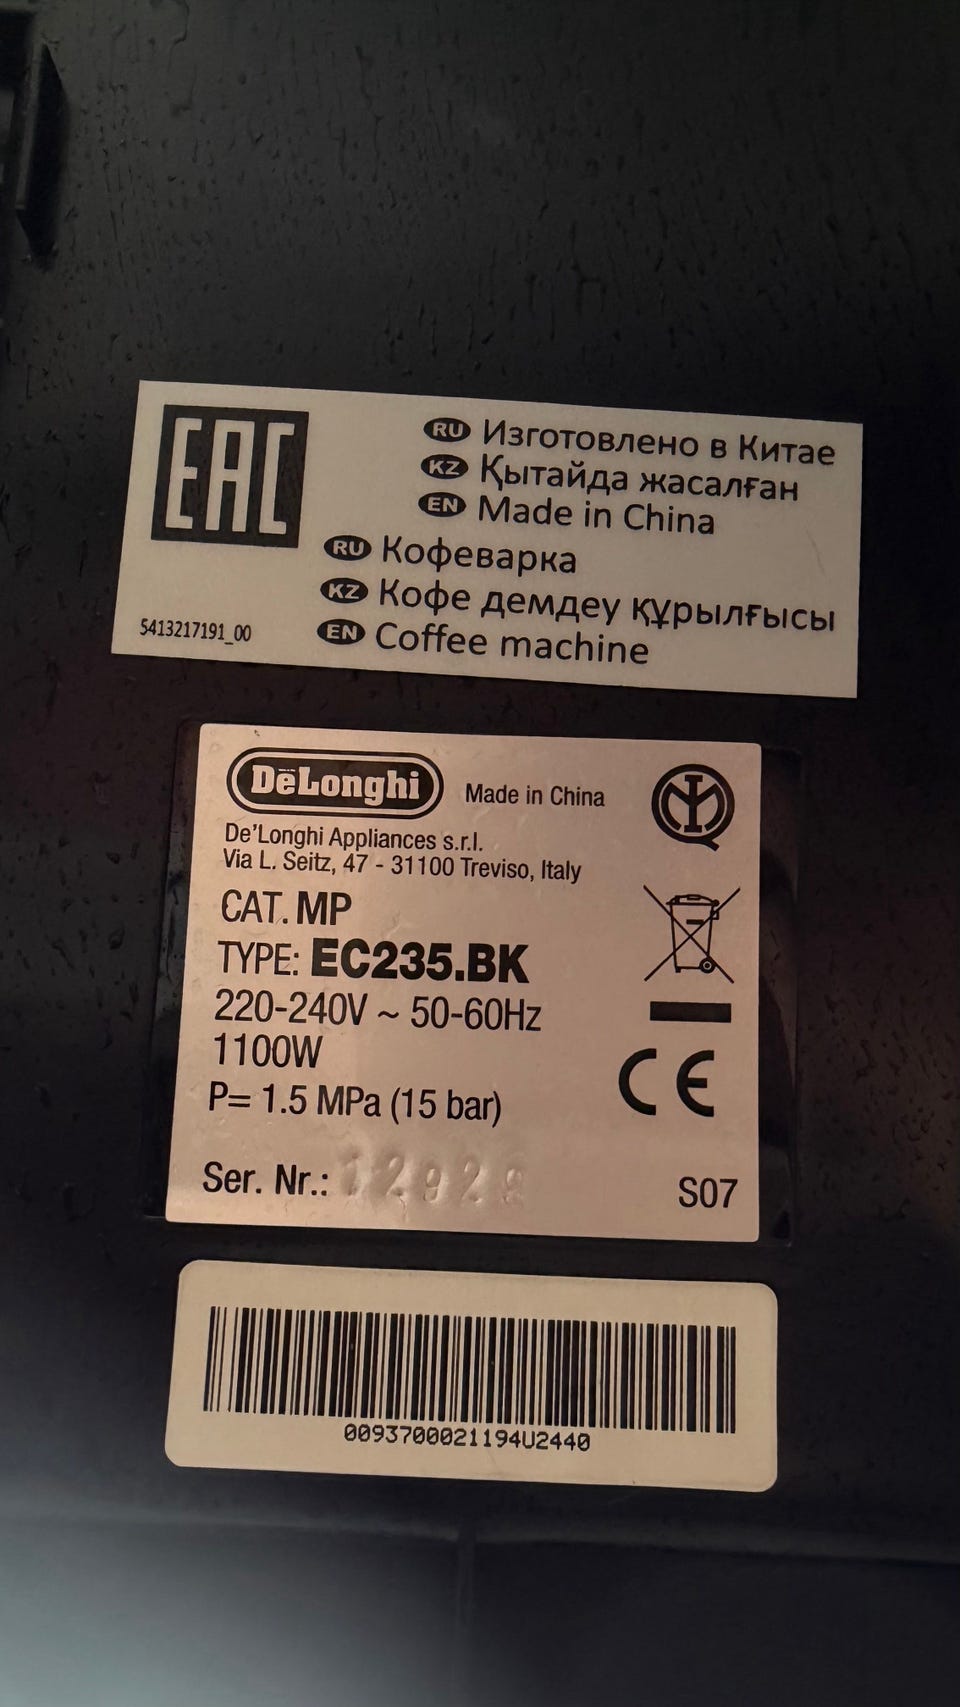 EAC
RU Изготовлено в Китае
KZ Қытайда жасалған
EN Made in China
RU Кофеварка
KZ Кофе демдеу құрылғысы
EN Coffee machine
5413217191_00
DeLonghi Made in China
De'Longhi Appliances s.r.l.
Via L. Seitz, 47 - 31100 Treviso, Italy
CAT. MP
TYPE: EC235.BK
220-240V ~ 50-60Hz
1100W
P= 1.5 MPa (15 bar)
CE
Ser. Nr.:
S07
0093700021194U2440